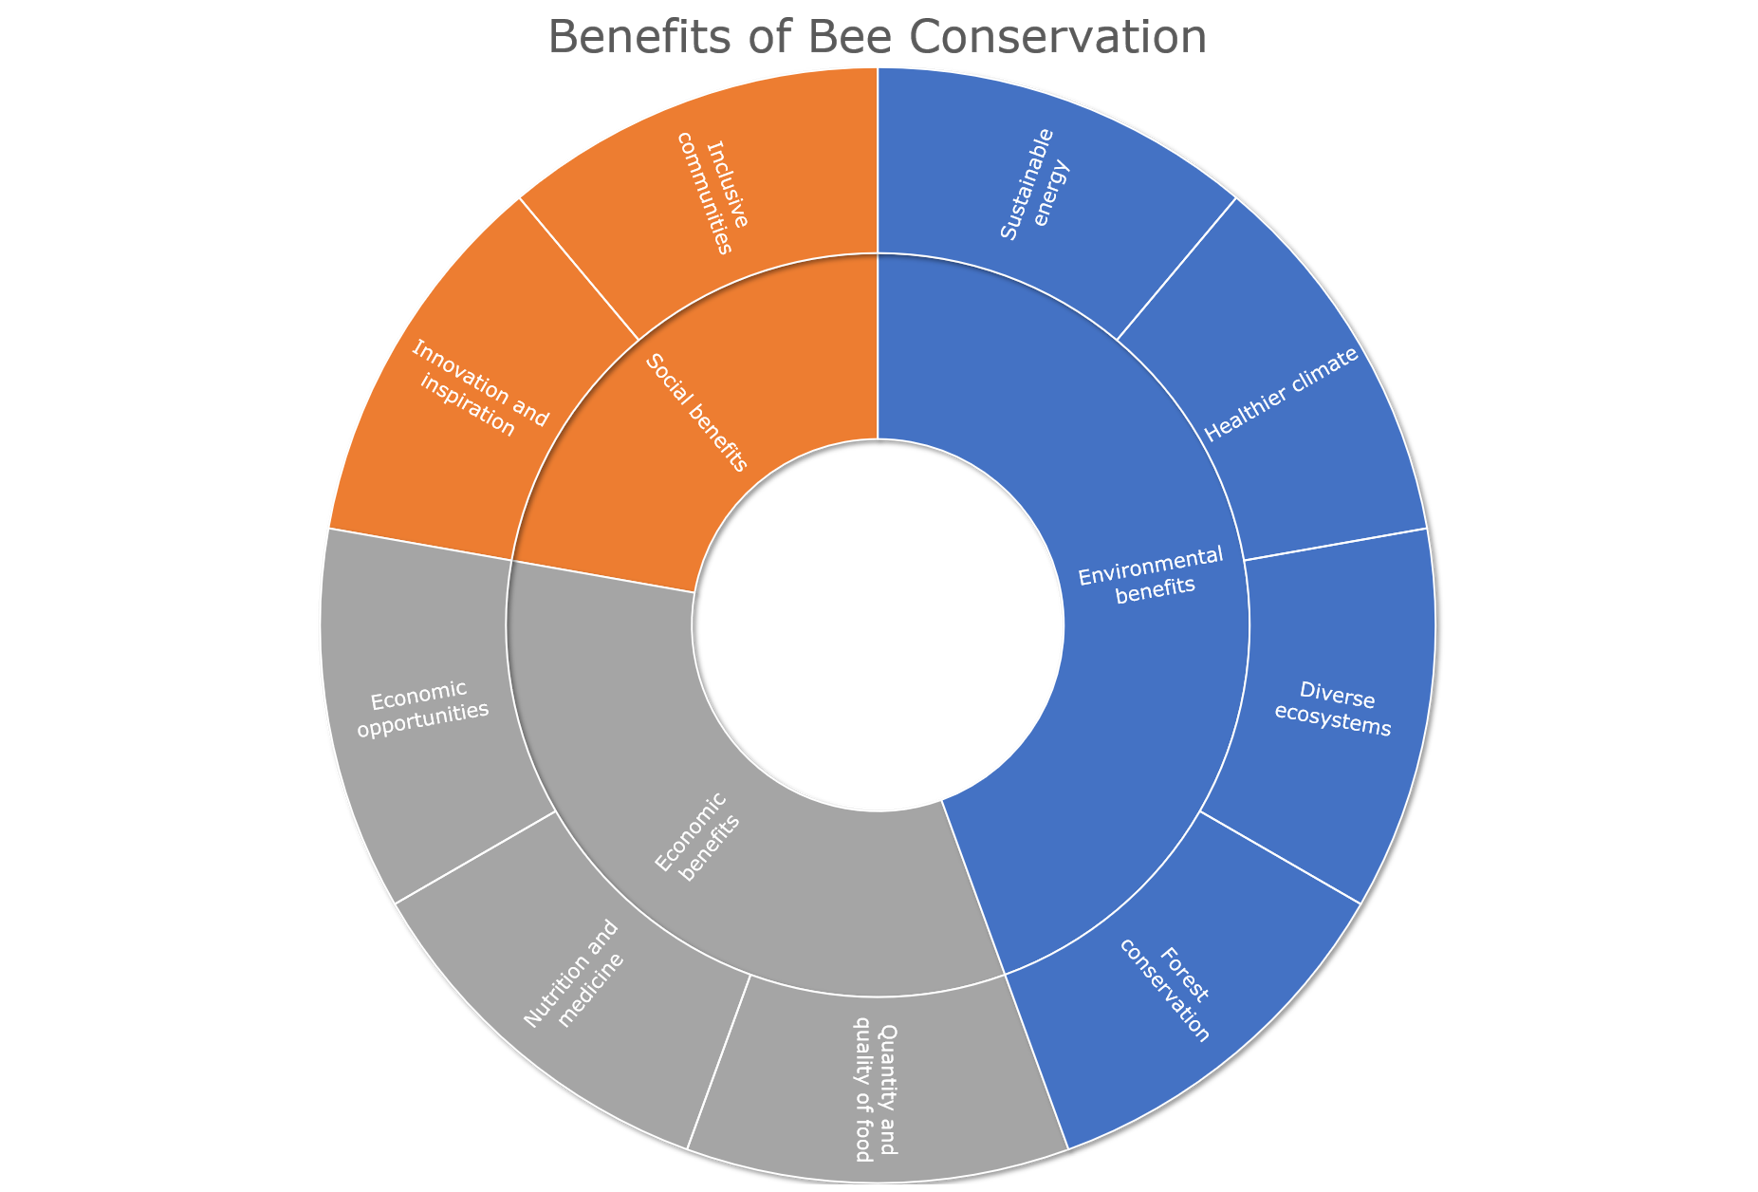 Benefits of Bee Conservation
Sustainable
energy
Healthier climate
Diverse
ecosystems
Forest
conservation
Environmental
benefits
Quantity and
quality of food
Nutrition and
medicine
Economic
opportunities
Economic
benefits
Innovation and
inspiration
Inclusive
communities
Social benefits